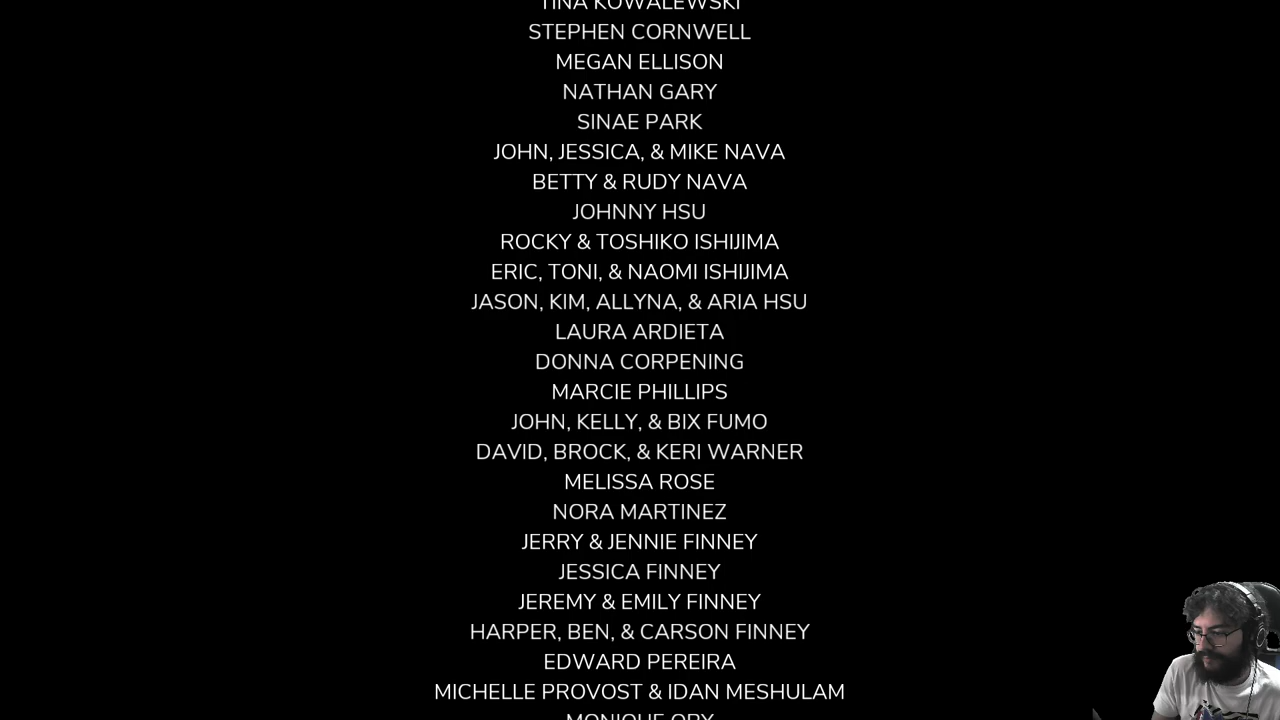 TINA KOWALEWSKI
STEPHEN CORNWELL
MEGAN ELLISON
NATHAN GARY
SINAE PARK
JOHN, JESSICA, & MIKE NAVA
BETTY & RUDY NAVA
JOHNNY HSU
ROCKY & TOSHIKO ISHIJIMA
ERIC, TONI, & NAOMI ISHIJIMA
JASON, KIM, ALLYNA, & ARIA HSU
LAURA ARDIETA
DONNA CORPENING
MARCIE PHILLIPS
JOHN, KELLY, & BIX FUMO
DAVID, BROCK, & KERI WARNER
MELISSA ROSE
NORA MARTINEZ
JERRY & JENNIE FINNEY
JESSICA FINNEY
JEREMY & EMILY FINNEY
HARPER, BEN, & CARSON FINNEY
EDWARD PEREIRA
MICHELLE PROVOST & IDAN MESHULAM
MONIQUE